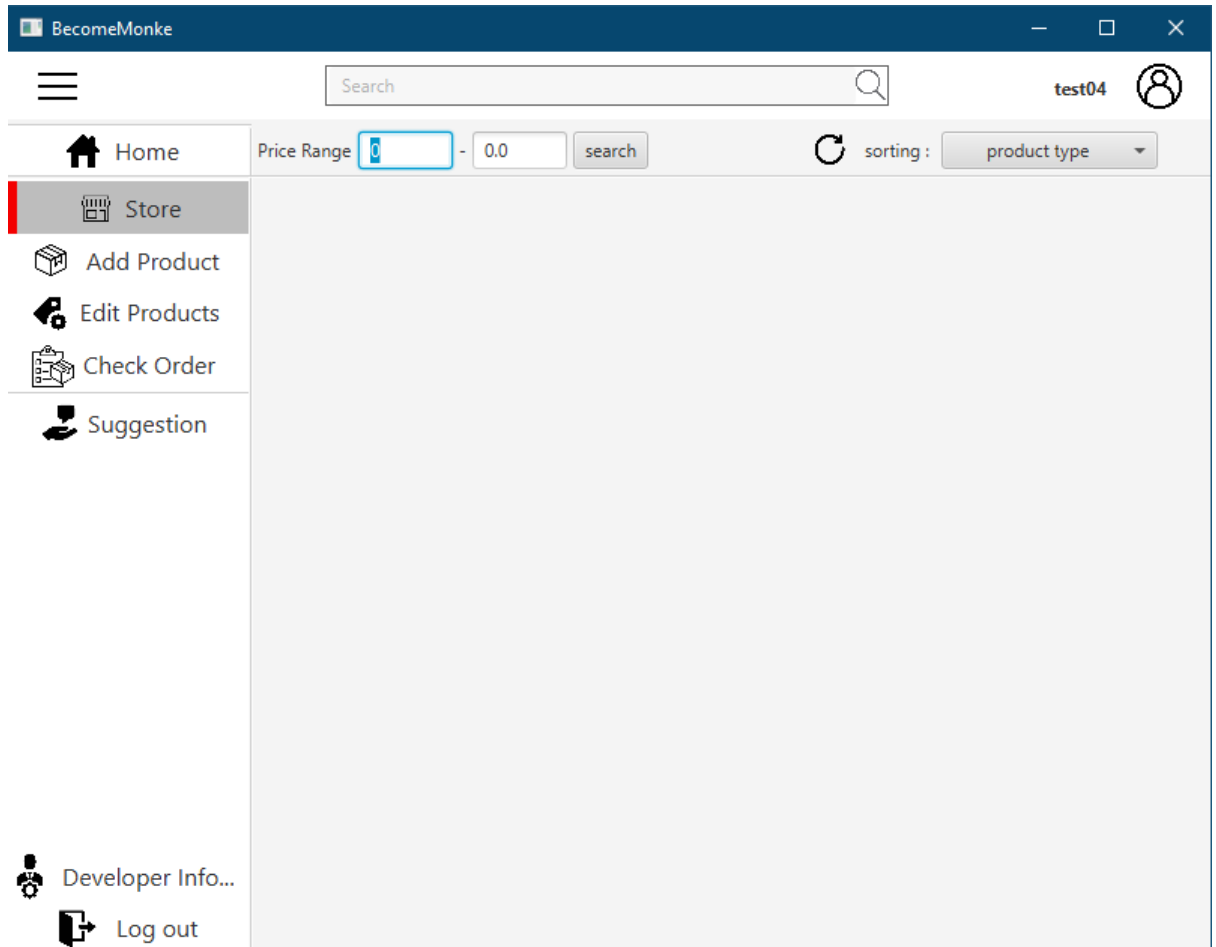 BecomeMonke
Search
test04
Home
Price Range 0 - 0.0 search sorting : product type
Store
Add Product
Edit Products
Check Order
Suggestion
Developer Info...
Log out